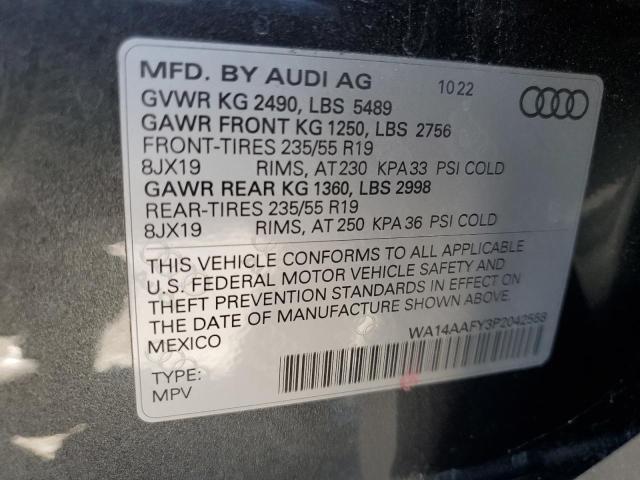 MFD. BY AUDI AG 10 22
GVWR KG 2490, LBS 5489
GAWR FRONT KG 1250, LBS 2756
FRONT-TIRES 235/55 R19
8JX19 RIMS, AT 230 KPA 33 PSI COLD
GAWR REAR KG 1360, LBS 2998
REAR-TIRES 235/55 R19
8JX19 RIMS, AT 250 KPA 36 PSI COLD
THIS VEHICLE CONFORMS TO ALL APPLICABLE
U.S. FEDERAL MOTOR VEHICLE SAFETY AND
THEFT PREVENTION STANDARDS IN EFFECT ON
THE DATE OF MANUFACTURE SHOWN ABOVE.
MEXICO
WA14AAFY3P2042568
TYPE:
MPV